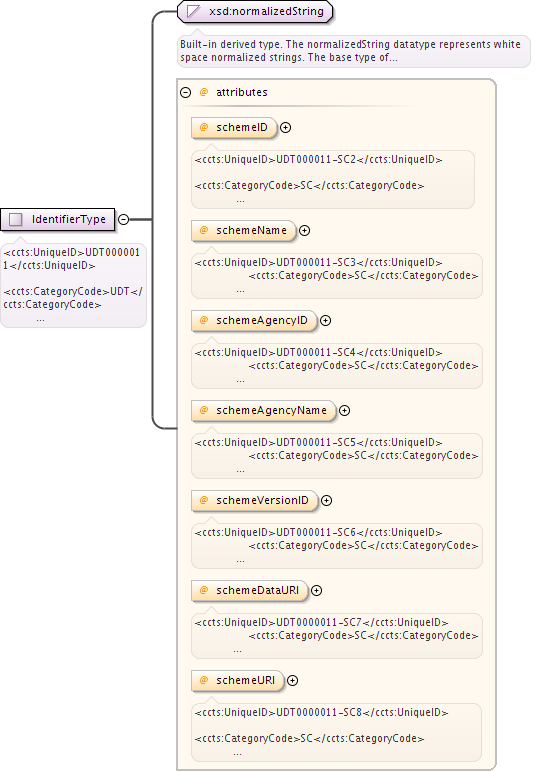 xsd:normalizedString
Built-in derived type. The normalizedString datatype represents white
space normalized strings. The base type of...
attributes
@ schemeID
<ccts:UniqueID>UDT000011-SC2</ccts:UniqueID>
<ccts:CategoryCode>SC</ccts:CategoryCode>
...
IdentifierType
<ccts:UniqueID>UDT000001
1</ccts:UniqueID>
<ccts:CategoryCode>UDT</
ccts:CategoryCode>
...
@ schemeName
<ccts:UniqueID>UDT000011-SC3</ccts:UniqueID>
<ccts:CategoryCode>SC</ccts:CategoryCode>
...
@ schemeAgencyID
<ccts:UniqueID>UDT000011-SC4</ccts:UniqueID>
<ccts:CategoryCode>SC</ccts:CategoryCode>
...
@ schemeAgencyName
<ccts:UniqueID>UDT000011-SC5</ccts:UniqueID>
<ccts:CategoryCode>SC</ccts:CategoryCode>
...
@ schemeVersionID
<ccts:UniqueID>UDT000011-SC6</ccts:UniqueID>
<ccts:CategoryCode>SC</ccts:CategoryCode>
...
@ schemeDataURI
<ccts:UniqueID>UDT0000011-SC7</ccts:UniqueID>
<ccts:CategoryCode>SC</ccts:CategoryCode>
...
@ schemeURI
<ccts:UniqueID>UDT0000011-SC8</ccts:UniqueID>
<ccts:CategoryCode>SC</ccts:CategoryCode>
...